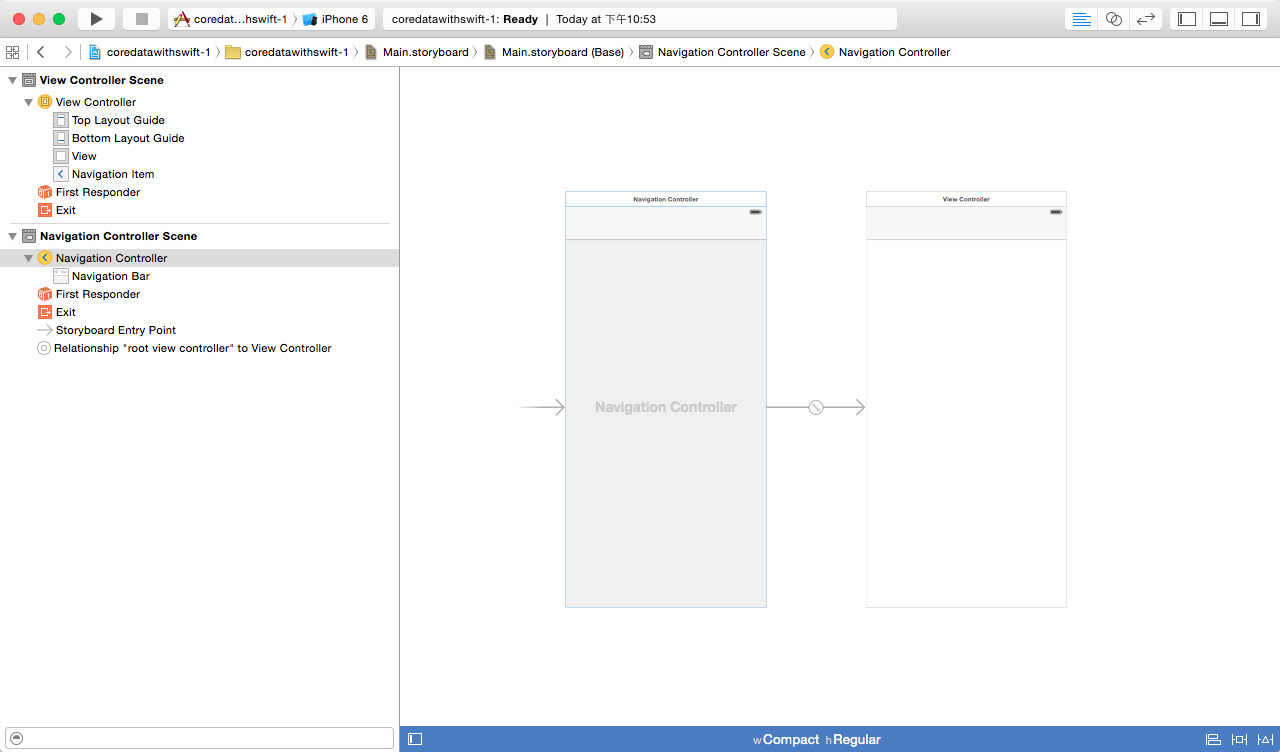 coredat...hswift-1 iPhone 6 coredatawithswift-1: Ready | Today at 下午10:53
coredatawithswift-1 coredatawithswift-1 Main.storyboard Main.storyboard (Base) Navigation Controller Scene Navigation Controller
View Controller Scene
View Controller
Top Layout Guide
Bottom Layout Guide
View
Navigation Item
First Responder
Exit
Navigation Controller Scene
Navigation Controller
Navigation Bar
First Responder
Exit
Storyboard Entry Point
Relationship "root view controller" to View Controller
Navigation Controller
Navigation Controller
View Controller
wCompact hRegular